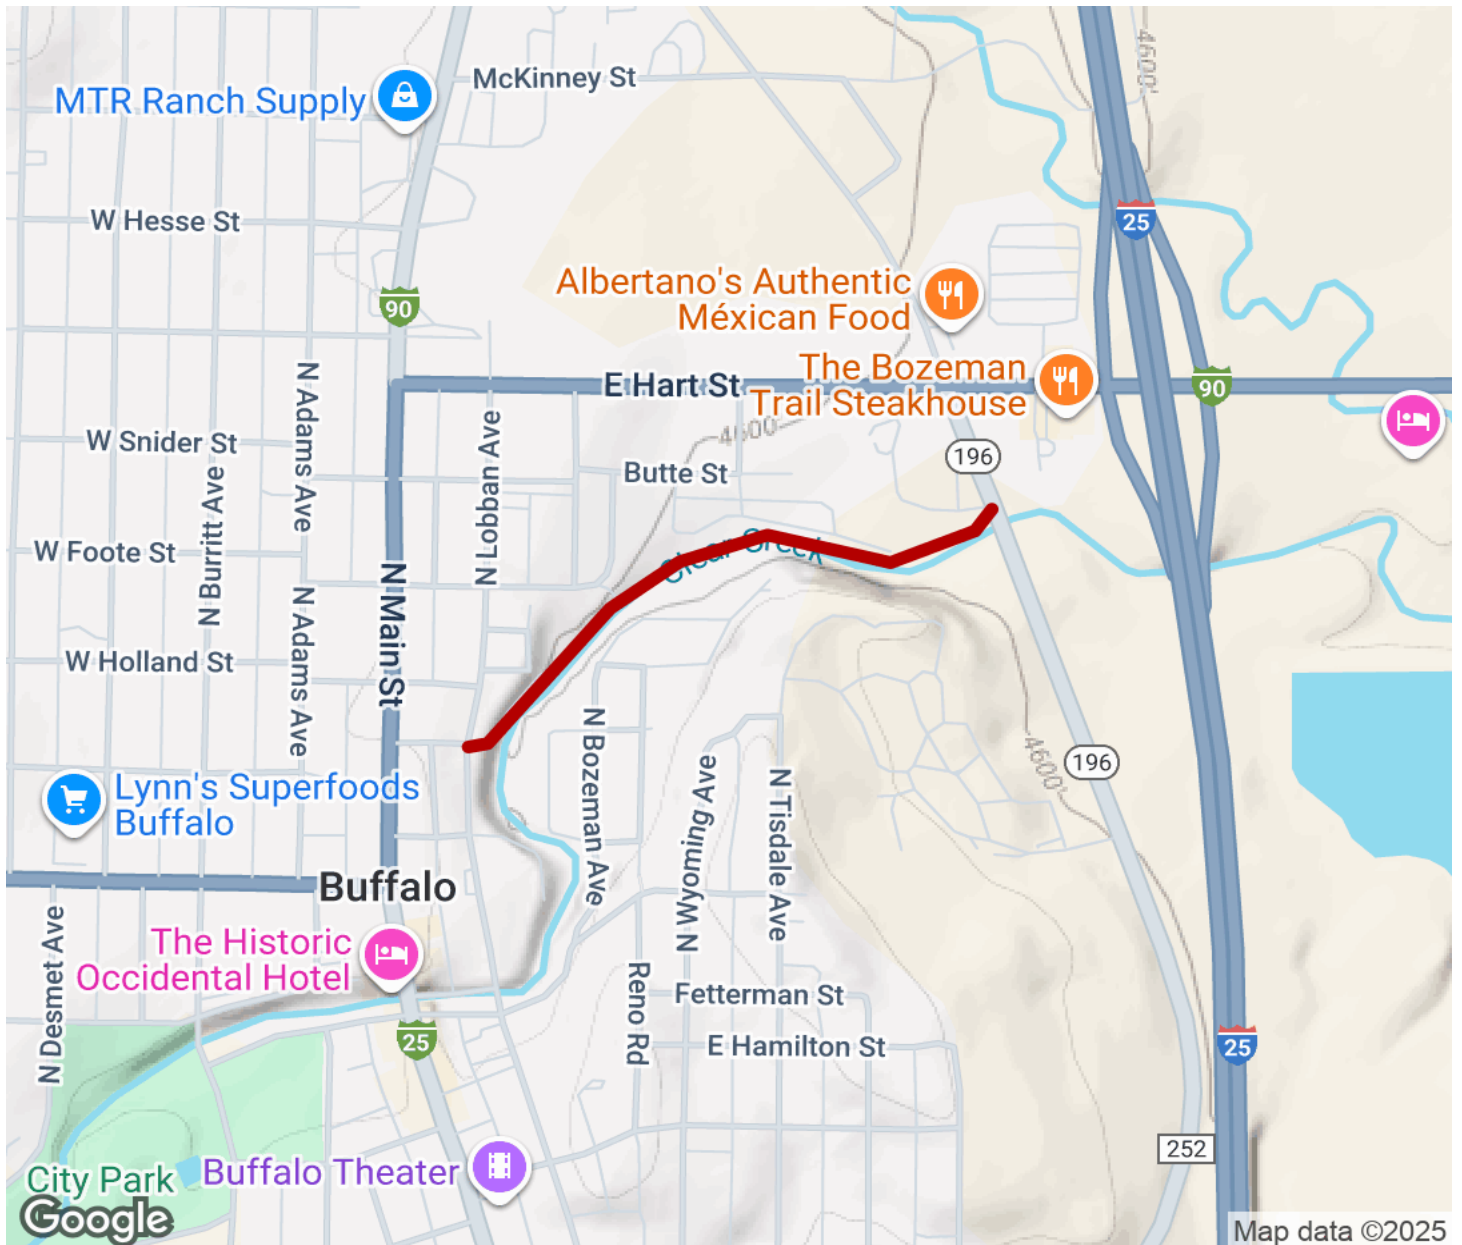 McKinney St
4600'
MTR Ranch Supply
W Hesse St
25
Albertano's Authentic
Méxican Food
90
The Bozeman
Trail Steakhouse
E Hart St
90
N Adams Ave
4600
W Snider St
N Lobban Ave
196
Butte St
N Burritt Ave
W Foote St
Clear Creek
N Main St
N Adams Ave
W Holland St
N Bozeman Ave
N Wyoming Ave
N Tisdale Ave
4600'
196
Lynn's Superfoods
Buffalo
Buffalo
N Desmet Ave
The Historic
Occidental Hotel
Reno Rd
Fetterman St
25
E Hamilton St
25
252
City Park
Buffalo Theater
Google
Map data ©2025